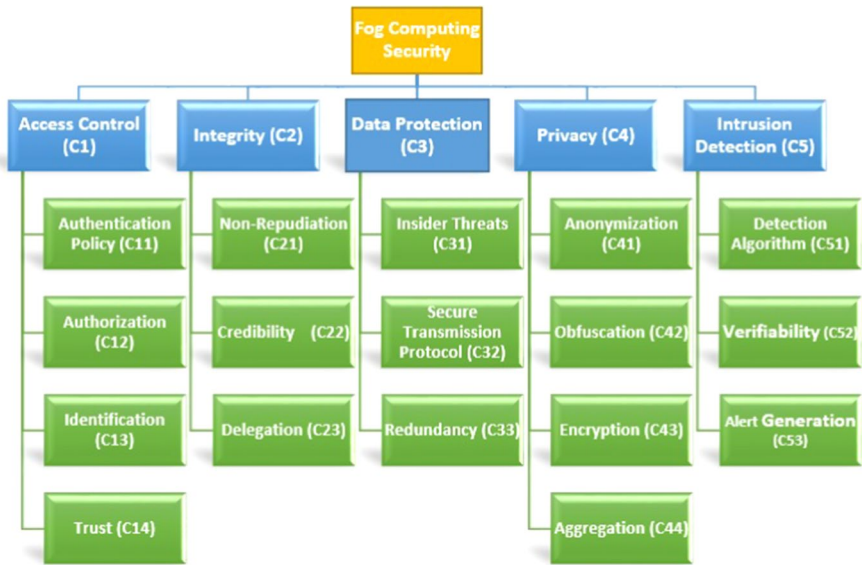 Fog Computing
Security
Access Control
(C1)
Integrity (C2)
Data Protection
(C3)
Privacy (C4)
Intrusion
Detection (C5)
Authentication
Policy (C11)
Authorization
(C12)
Identification
(C13)
Trust (C14)
Non-Repudiation
(C21)
Credibility (C22)
Delegation (C23)
Insider Threats
(C31)
Secure
Transmission
Protocol (C32)
Redundancy (C33)
Anonymization
(C41)
Obfuscation (C42)
Encryption (C43)
Aggregation (C44)
Detection
Algorithm (C51)
Verifiability (C52)
Alert Generation
(C53)